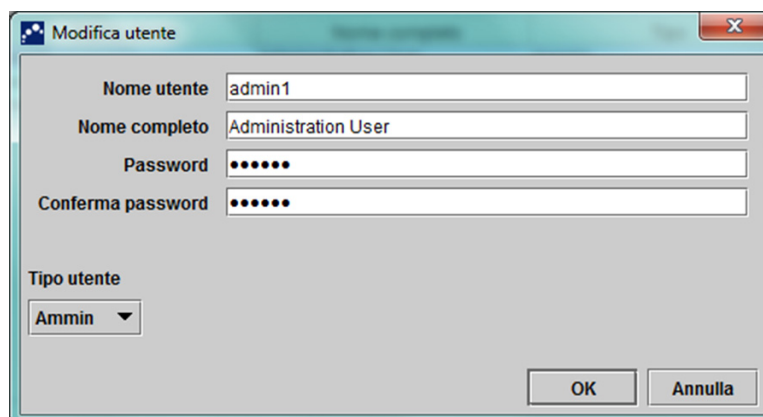 Modifica utente
Nome utente admin1
Nome completo Administration User
Password ●●●●●●
Conferma password ●●●●●●
Tipo utente
Ammin
OK Annulla